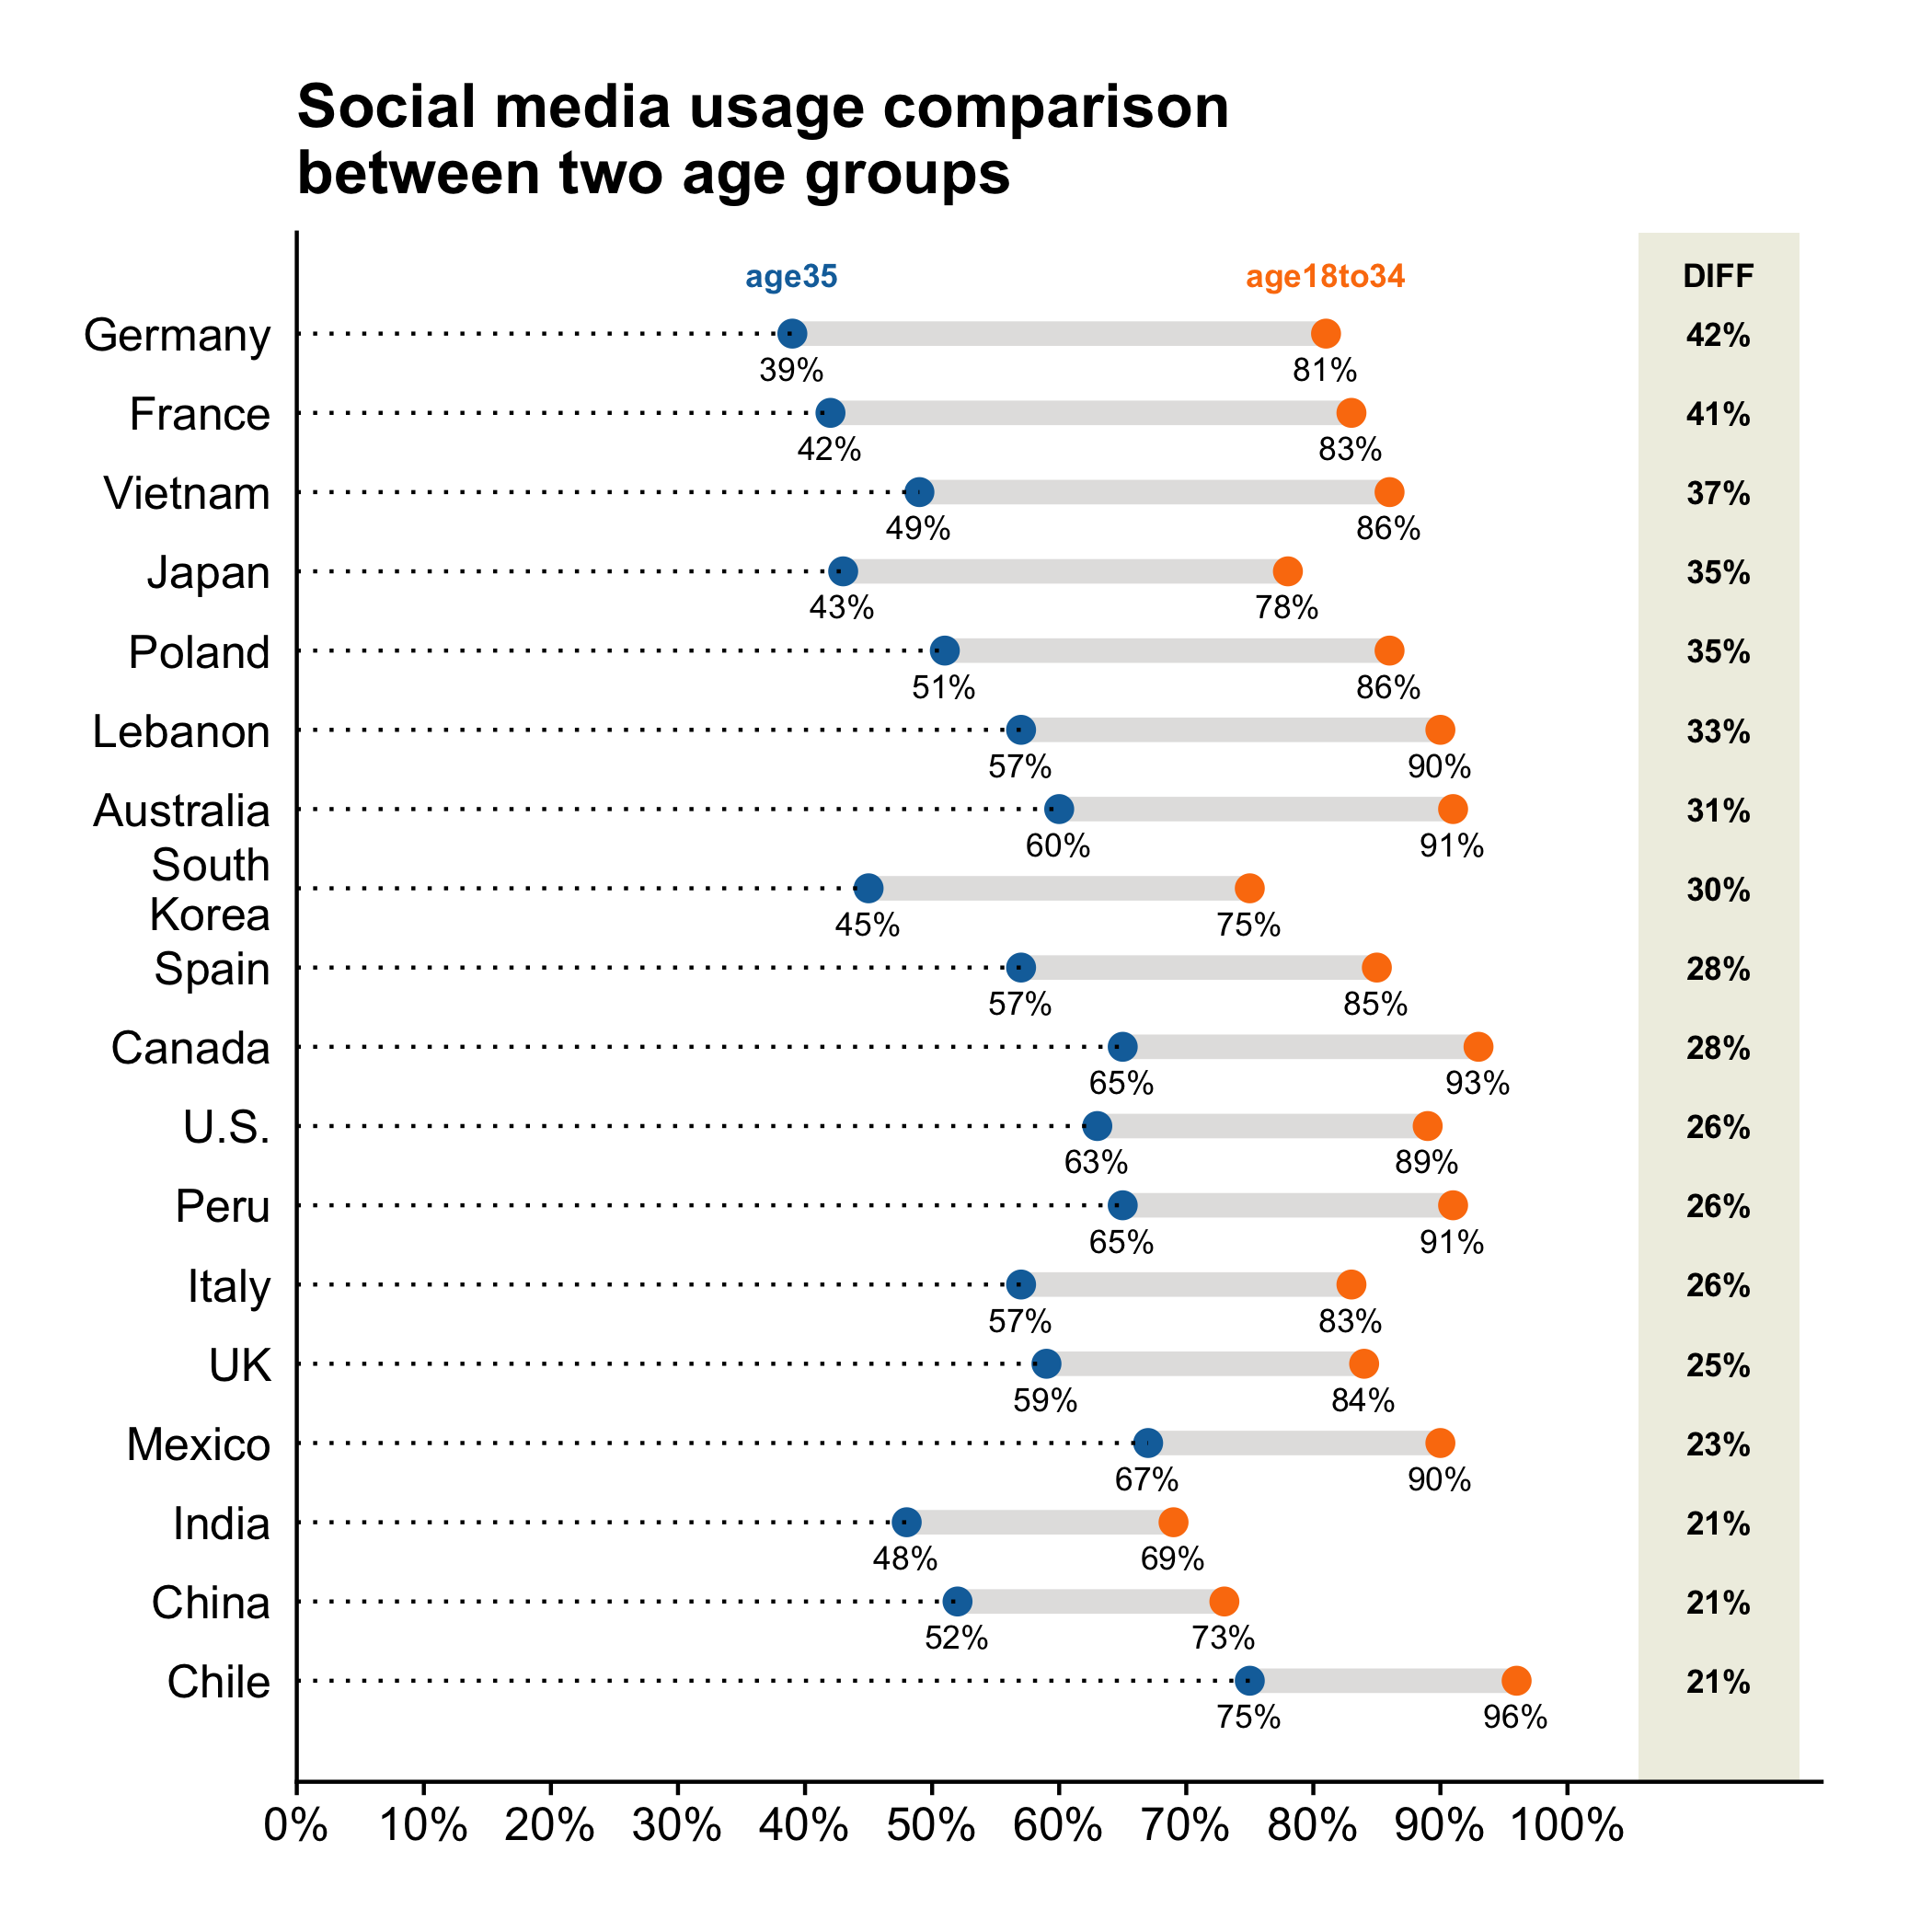 Social media usage comparison
between two age groups
age35 age18to34 DIFF
Germany 42%
39% 81%
France 41%
42% 83%
Vietnam 37%
49% 86%
Japan 35%
43% 78%
Poland 35%
51% 86%
Lebanon 33%
57% 90%
Australia 31%
60% 91%
South
Korea 30%
45% 75%
Spain 28%
57% 85%
Canada 28%
65% 93%
U.S. 26%
63% 89%
Peru 26%
65% 91%
Italy 26%
57% 83%
UK 25%
59% 84%
Mexico 23%
67% 90%
India 21%
48% 69%
China 21%
52% 73%
Chile 21%
75% 96%
0% 10% 20% 30% 40% 50% 60% 70% 80% 90% 100%